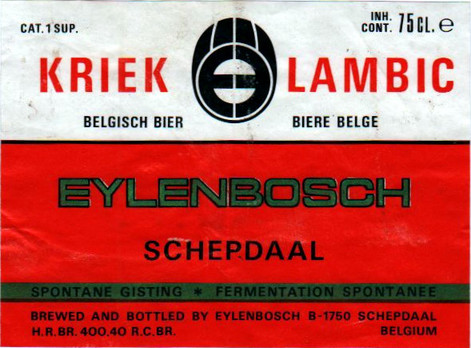 CAT. 1 SUP.
INH.
CONT. 75 CL. ℮
KRIEK LAMBIC
BELGISCH BIER BIERE BELGE
EYLENBOSCH
SCHEPDAAL
SPONTANE GISTING * FERMENTATION SPONTANEE
BREWED AND BOTTLED BY EYLENBOSCH B-1750 SCHEPDAAL
H.R.BR. 400.40 R.C.BR. BELGIUM